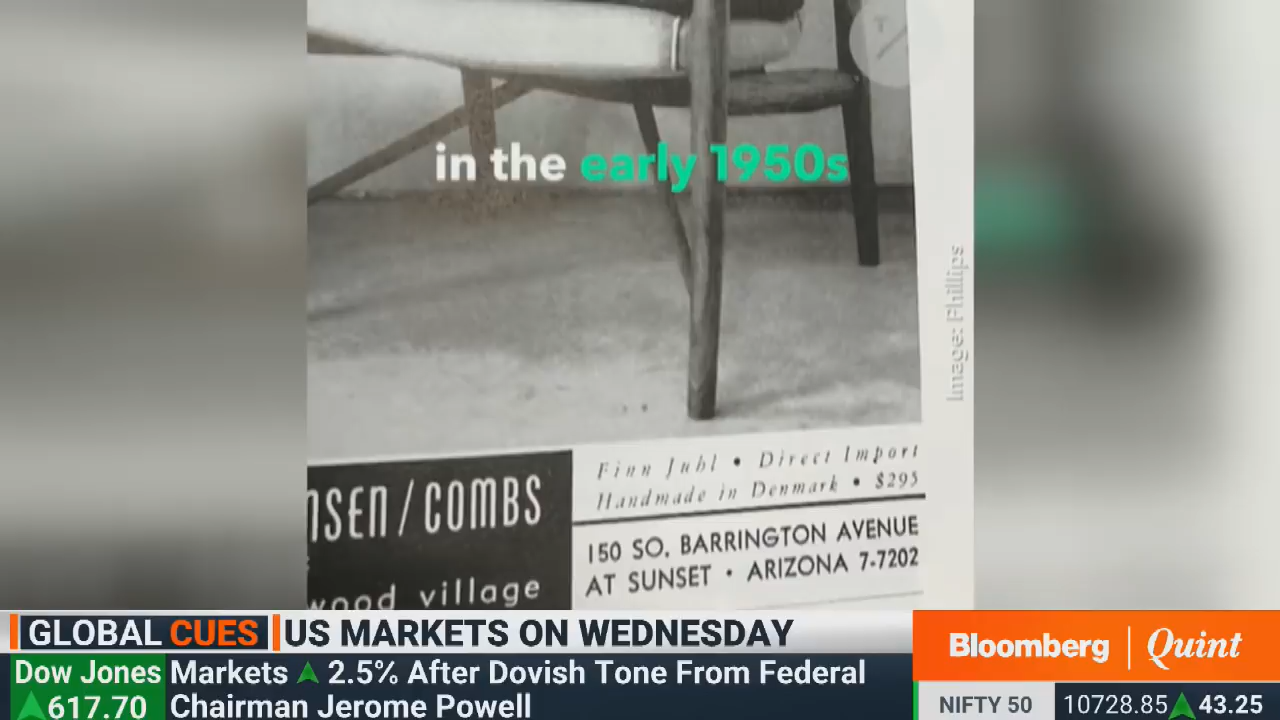 in the early 1950s
Image: Phillips
NSEN/COMBS
wood village
Finn Juhl • Direct Import
Handmade in Denmark • $295
150 SO. BARRINGTON AVENUE
AT SUNSET • ARIZONA 7-7202
GLOBAL CUES US MARKETS ON WEDNESDAY
Dow Jones
▲617.70
Markets ▲ 2.5% After Dovish Tone From Federal
Chairman Jerome Powell
Bloomberg | Quint
NIFTY 50 10728.85 ▲ 43.25